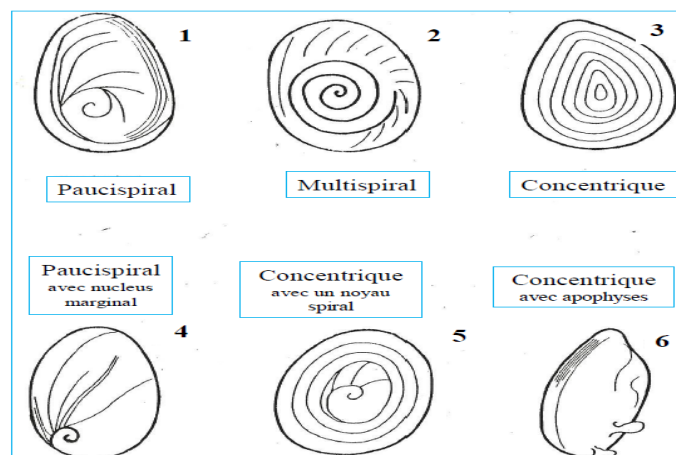 1
2
3
Paucispiral
Multispiral
Concentrique
Paucispiral
avec nucleus
marginal
Concentrique
avec un noyau
spiral
Concentrique
avec apophyses
4
5
6